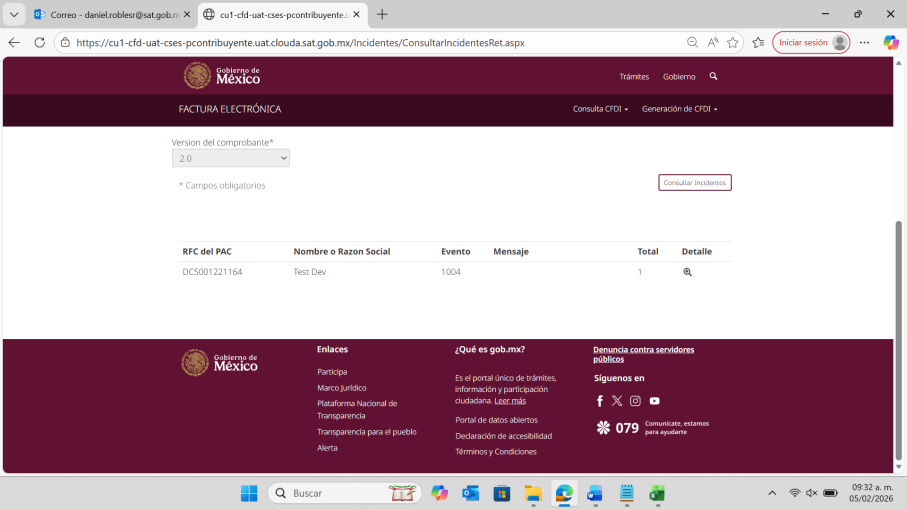 Correo - daniel.roblesr@sat.gob.m
cu1-cfd-uat-cses-pcontribuyente.u
https://cu1-cfd-uat-cses-pcontribuyente.uat.clouda.sat.gob.mx/Incidentes/ConsultarIncidentesRet.aspx
Iniciar sesión
Gobierno de
México
Trámites Gobierno
FACTURA ELECTRÓNICA
Consulta CFDI Generación de CFDI
Version del comprobante*
2.0
* Campos obligatorios
Consultar Incidentes
RFC del PAC Nombre o Razon Social Evento Mensaje Total Detalle
DCS001221164 Test Dev 1004 1
Gobierno de
México
Enlaces
Participa
Marco Jurídico
Plataforma Nacional de
Transparencia
Transparencia para el pueblo
Alerta
¿Qué es gob.mx?
Es el portal único de trámites,
información y participación
ciudadana. Leer más
Portal de datos abiertos
Declaración de accesibilidad
Términos y Condiciones
Denuncia contra servidores
públicos
Síguenos en
079
Comunícate, estamos
para ayudarte
Buscar
09:32 a. m.
05/02/2026